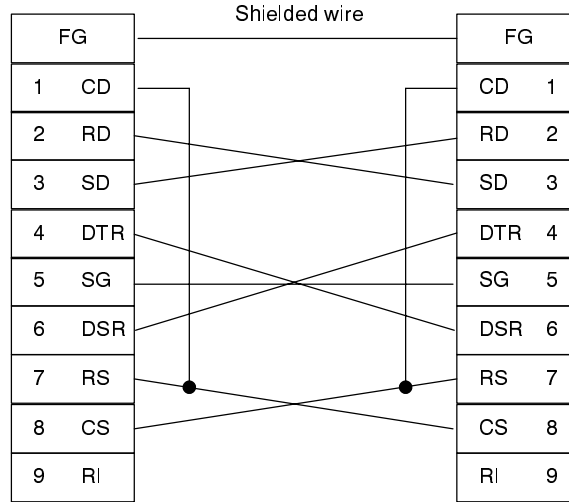 Shielded wire
FG FG
1 CD CD 1
2 RD RD 2
3 SD SD 3
4 DTR DTR 4
5 SG SG 5
6 DSR DSR 6
7 RS RS 7
8 CS CS 8
9 RI RI 9